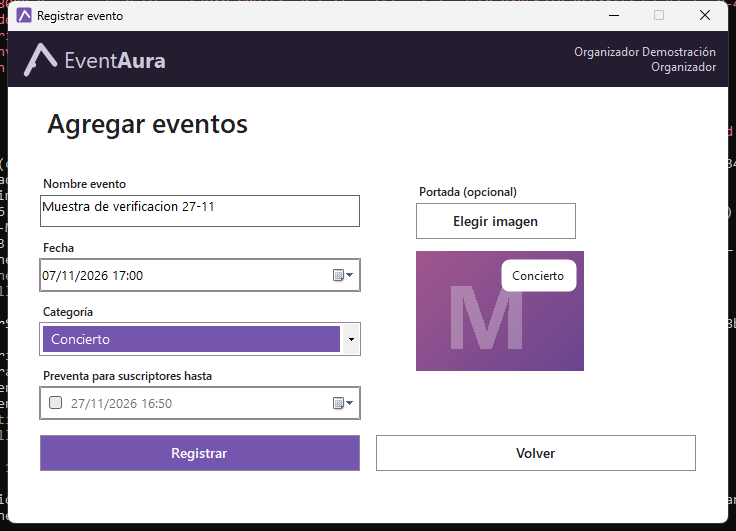 Registrar evento
EventAura
Organizador Demostración
Organizador
Agregar eventos
Nombre evento
Muestra de verificacion 27-11
Fecha
07/11/2026 17:00
Categoría
Concierto
Preventa para suscriptores hasta
27/11/2026 16:50
Portada (opcional)
Elegir imagen
Concierto
M
Registrar
Volver